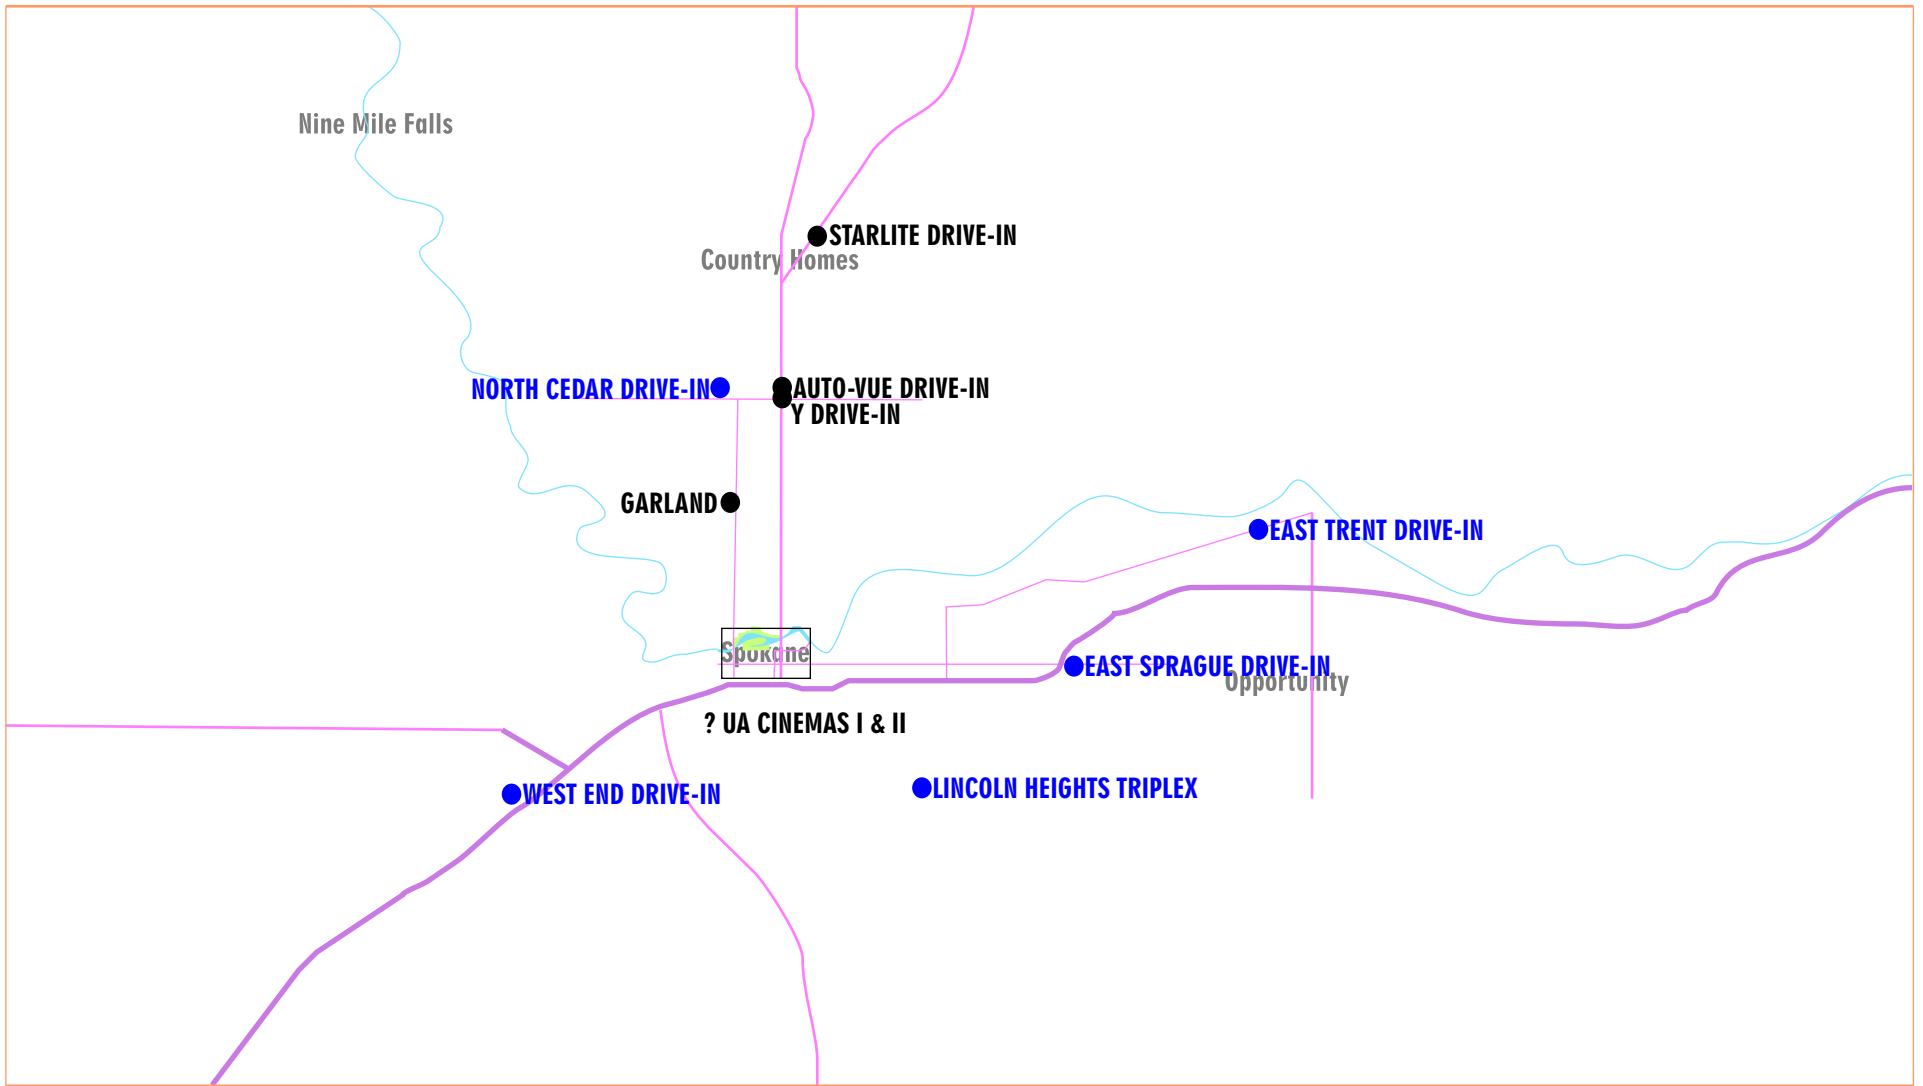 Nine Mile Falls
STARLITE DRIVE-IN
Country Homes
NORTH CEDAR DRIVE-IN
AUTO-VUE DRIVE-IN
Y DRIVE-IN
GARLAND
EAST TRENT DRIVE-IN
Spokane
EAST SPRAGUE DRIVE-IN
Opportunity
? UA CINEMAS I & II
WEST END DRIVE-IN
LINCOLN HEIGHTS TRIPLEX